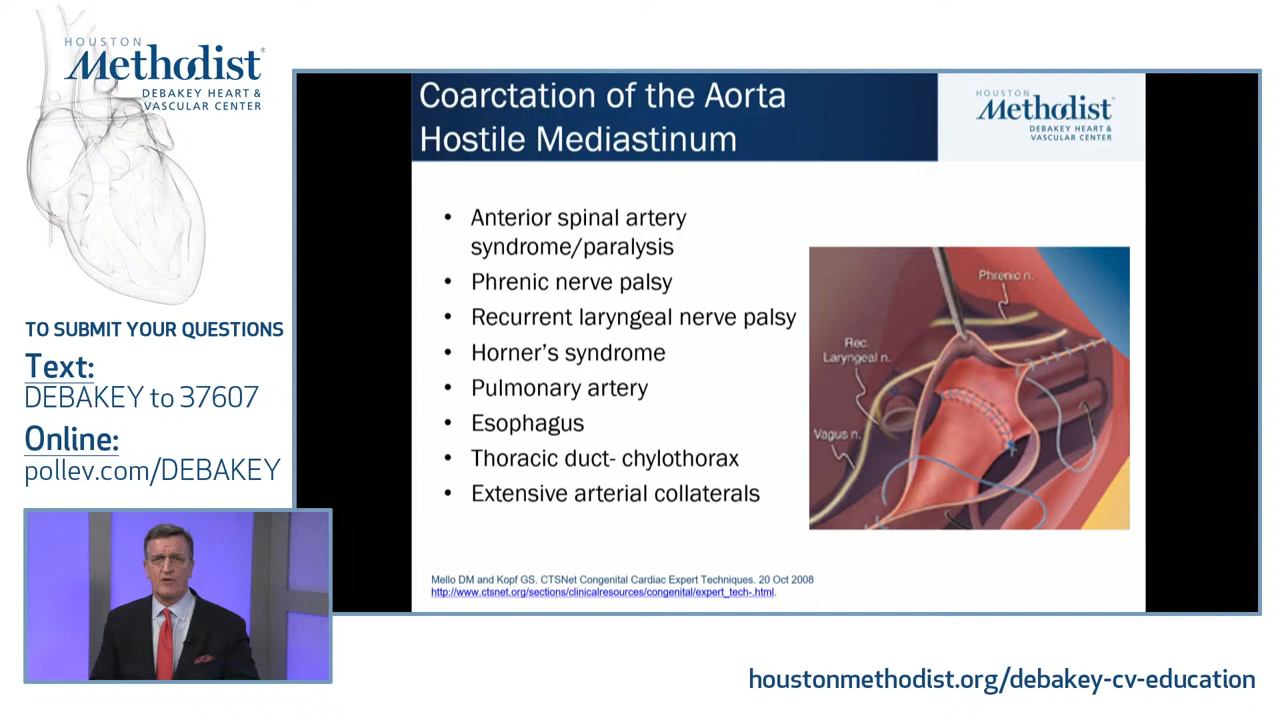 HOUSTON
Methodist®
DEBAKEY HEART &
VASCULAR CENTER
TO SUBMIT YOUR QUESTIONS
Text:
DEBAKEY to 37607
Online:
pollev.com/DEBAKEY
Coarctation of the Aorta
Hostile Mediastinum
HOUSTON
Methodist
DEBAKEY HEART &
VASCULAR CENTER
• Anterior spinal artery
syndrome/paralysis
• Phrenic nerve palsy
• Recurrent laryngeal nerve palsy
• Horner’s syndrome
• Pulmonary artery
• Esophagus
• Thoracic duct- chylothorax
• Extensive arterial collaterals
Phrenic n.
Rec.
Laryngeal n.
Vagus n.
Mello DM and Kopf GS. CTSNet Congenital Cardiac Expert Techniques. 20 Oct 2008
http://www.ctsnet.org/sections/clinicalresources/congenital/expert_tech-.html.
houstonmethodist.org/debakey-cv-education